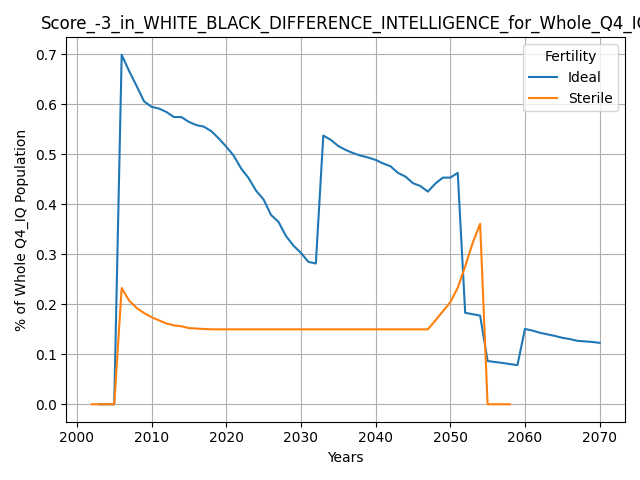 Score_-3_in_WHITE_BLACK_DIFFERENCE_INTELLIGENCE_for_Whole_Q4_IQ
Fertility
Ideal
Sterile
% of Whole Q4_IQ Population
0.7
0.6
0.5
0.4
0.3
0.2
0.1
0.0
2000 2010 2020 2030 2040 2050 2060 2070
Years